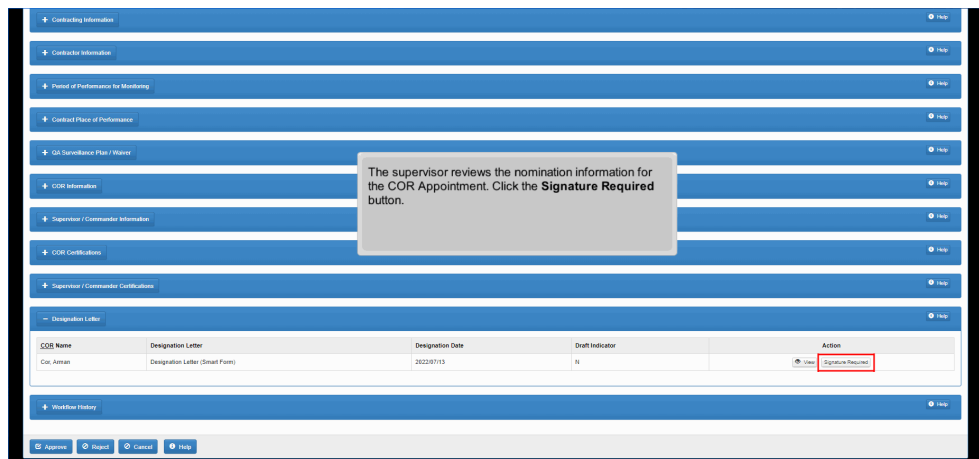 + Contracting Information Help
+ Contractor Information Help
+ Period of Performance for Monitoring Help
+ Contract Place of Performance Help
+ QA Surveillance Plan / Waiver Help
The supervisor reviews the nomination information for
the COR Appointment. Click the Signature Required
button.
+ COR Information Help
+ Supervisor / Commander Information Help
+ COR Certifications Help
+ Supervisor / Commander Certifications Help
− Designation Letter Help
COR Name Designation Letter Designation Date Draft Indicator Action
Cor, Arman Designation Letter (Smart Form) 2022/07/13 N View Signature Required
+ Workflow History Help
Approve Reject Cancel Help